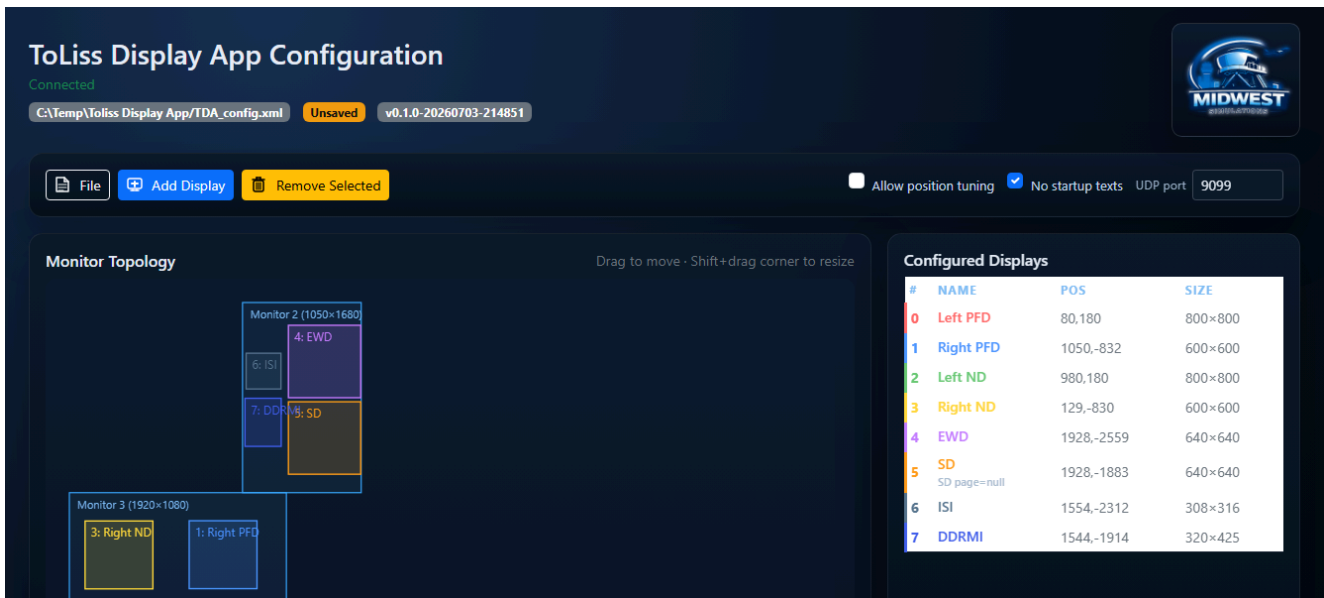 ToLiss Display App Configuration
Connected
C:\Temp\Toliss Display App/TDA_config.xml Unsaved v0.1.0-20260703-214851
MIDWEST
SIMULATIONS
File Add Display Remove Selected Allow position tuning No startup texts UDP port 9099
Monitor Topology Drag to move · Shift+drag corner to resize
Monitor 2 (1050×1680)
4: EWD
6: ISI
7: DDRMI
5: SD
Monitor 3 (1920×1080)
3: Right ND
1: Right PFD
Configured Displays
# NAME POS SIZE
0 Left PFD 80,180 800×800
1 Right PFD 1050,-832 600×600
2 Left ND 980,180 800×800
3 Right ND 129,-830 600×600
4 EWD 1928,-2559 640×640
5 SD 1928,-1883 640×640
SD page=null
6 ISI 1554,-2312 308×316
7 DDRMI 1544,-1914 320×425